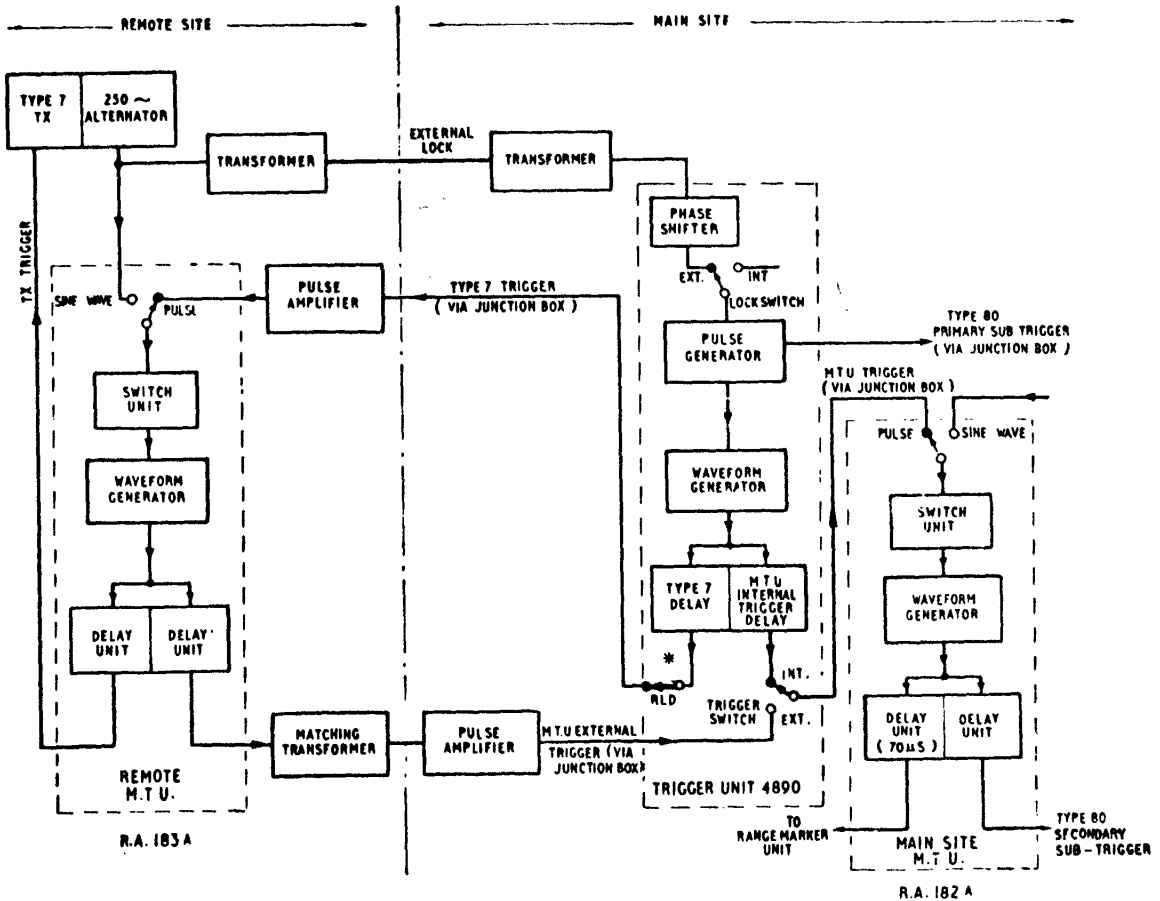 REMOTE SITE
MAIN SITE
TYPE 7
TX
250 ~
ALTERNATOR
TRANSFORMER
EXTERNAL
LOCK
TRANSFORMER
TX TRIGGER
PHASE
SHIFTER
EXT.
INT
LOCKSWITCH
SINE WAVE
PULSE
PULSE
AMPLIFIER
TYPE 7 TRIGGER
( VIA JUNCTION BOX )
PULSE
GENERATOR
TYPE 80
PRIMARY SUB TRIGGER
( VIA JUNCTION BOX )
MTU TRIGGER
(VIA JUNCTION BOX)
PULSE
SINE WAVE
SWITCH
UNIT
WAVEFORM
GENERATOR
WAVEFORM
GENERATOR
SWITCH
UNIT
WAVEFORM
GENERATOR
DELAY
UNIT
DELAY
UNIT
TYPE 7
DELAY
MTU
INTERNAL
TRIGGER
DELAY
*
RLD
INT.
TRIGGER
SWITCH
EXT.
MATCHING
TRANSFORMER
PULSE
AMPLIFIER
M.T.U EXTERNAL
TRIGGER (VIA
JUNCTION BOX)
DELAY
UNIT
( 70µS )
DELAY
UNIT
REMOTE
M.T.U.
TRIGGER UNIT 4890
TO
RANGE MARKER
UNIT
MAIN SITE
M.T.U.
TYPE 80
SECONDARY
SUB-TRIGGER
R.A. 183A
R.A. 182A